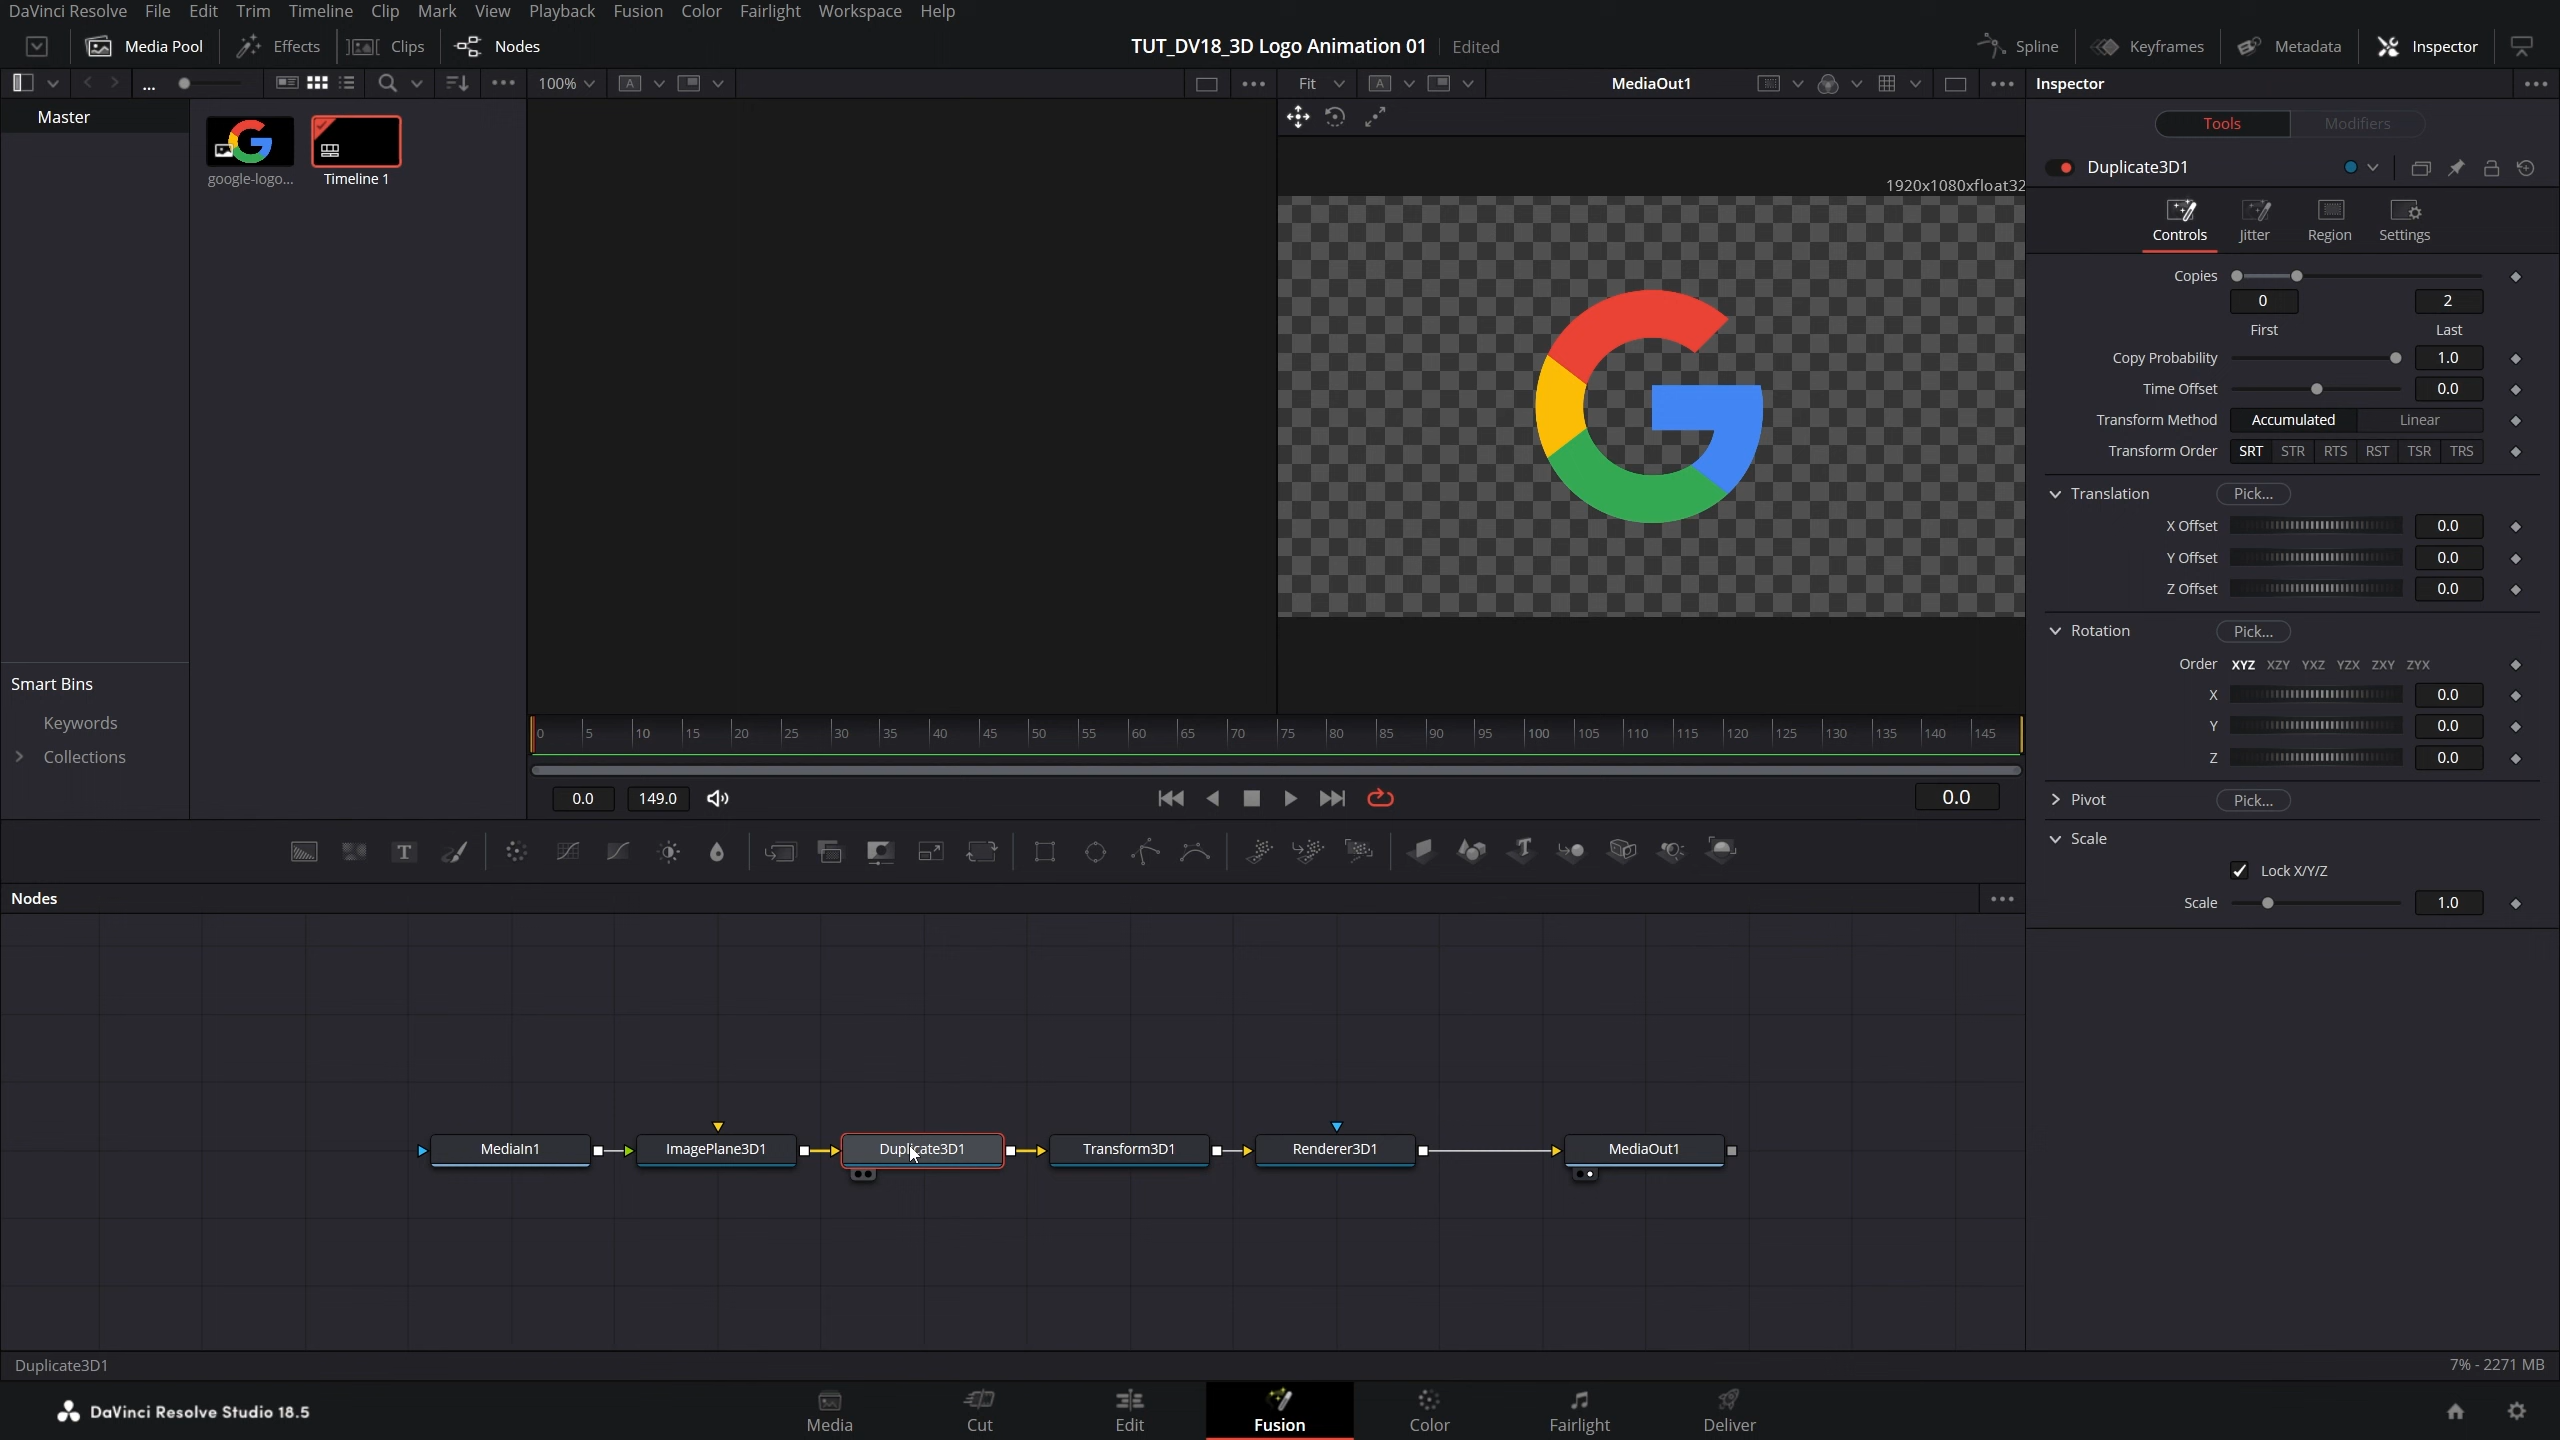 DaVinci Resolve File Edit Trim Timeline Clip Mark View Playback Fusion Color Fairlight Workspace Help
Media Pool Effects Clips Nodes TUT_DV18_3D Logo Animation 01 Edited Spline Keyframes Metadata Inspector
... 100% A Fit A MediaOut1 Inspector
Master
google-logo...
Timeline 1
Tools Modifiers
Duplicate3D1
1920x1080xfloat32
Controls Jitter Region Settings
Copies
0 2
First Last
Copy Probability 1.0
Time Offset 0.0
Transform Method Accumulated Linear
Transform Order SRT STR RTS RST TSR TRS
Translation Pick...
X Offset 0.0
Y Offset 0.0
Z Offset 0.0
Rotation Pick...
Order XYZ XZY YXZ YZX ZXY ZYX
X 0.0
Y 0.0
Z 0.0
Pivot Pick...
Scale
Lock X/Y/Z
Scale 1.0
Smart Bins
Keywords
Collections
0 5 10 15 20 25 30 35 40 45 50 55 60 65 70 75 80 85 90 95 100 105 110 115 120 125 130 135 140 145
0.0 149.0 0.0
T T
Nodes
MediaIn1 ImagePlane3D1 Duplicate3D1 Transform3D1 Renderer3D1 MediaOut1
Duplicate3D1 7% - 2271 MB
DaVinci Resolve Studio 18.5 Media Cut Edit Fusion Color Fairlight Deliver